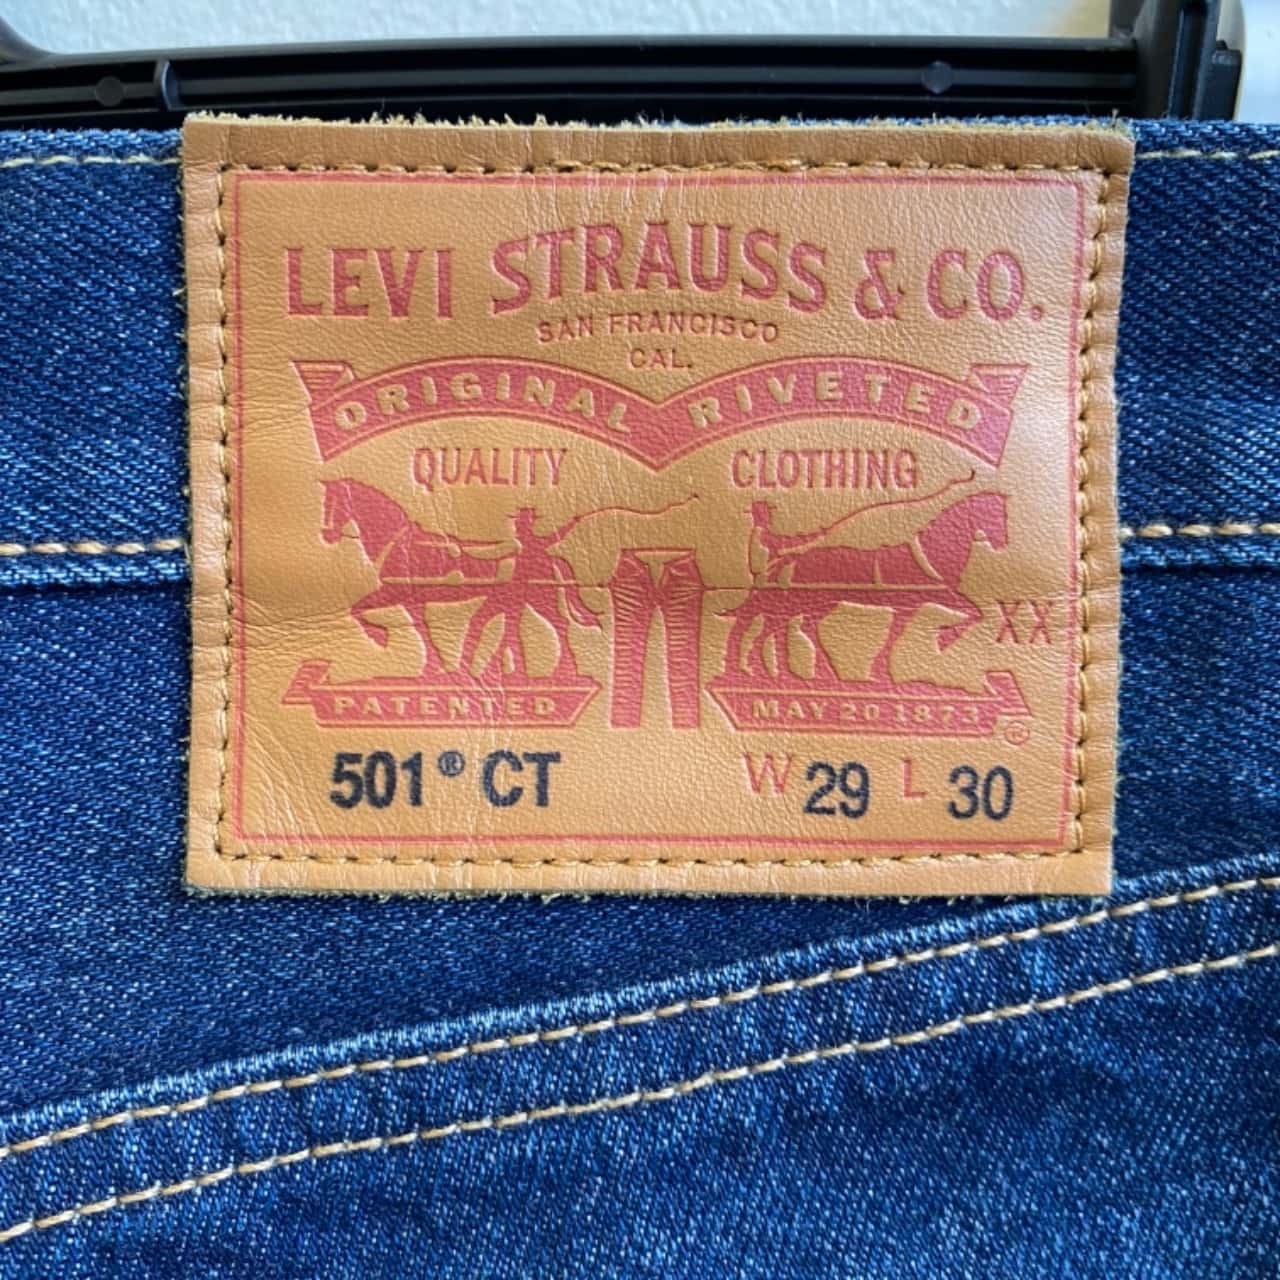 LEVI STRAUSS & CO.
SAN FRANCISCO
CAL.
ORIGINAL RIVETED
QUALITY CLOTHING
XX
PATENTED MAY 20 1873 ®
501® CT W 29 L 30